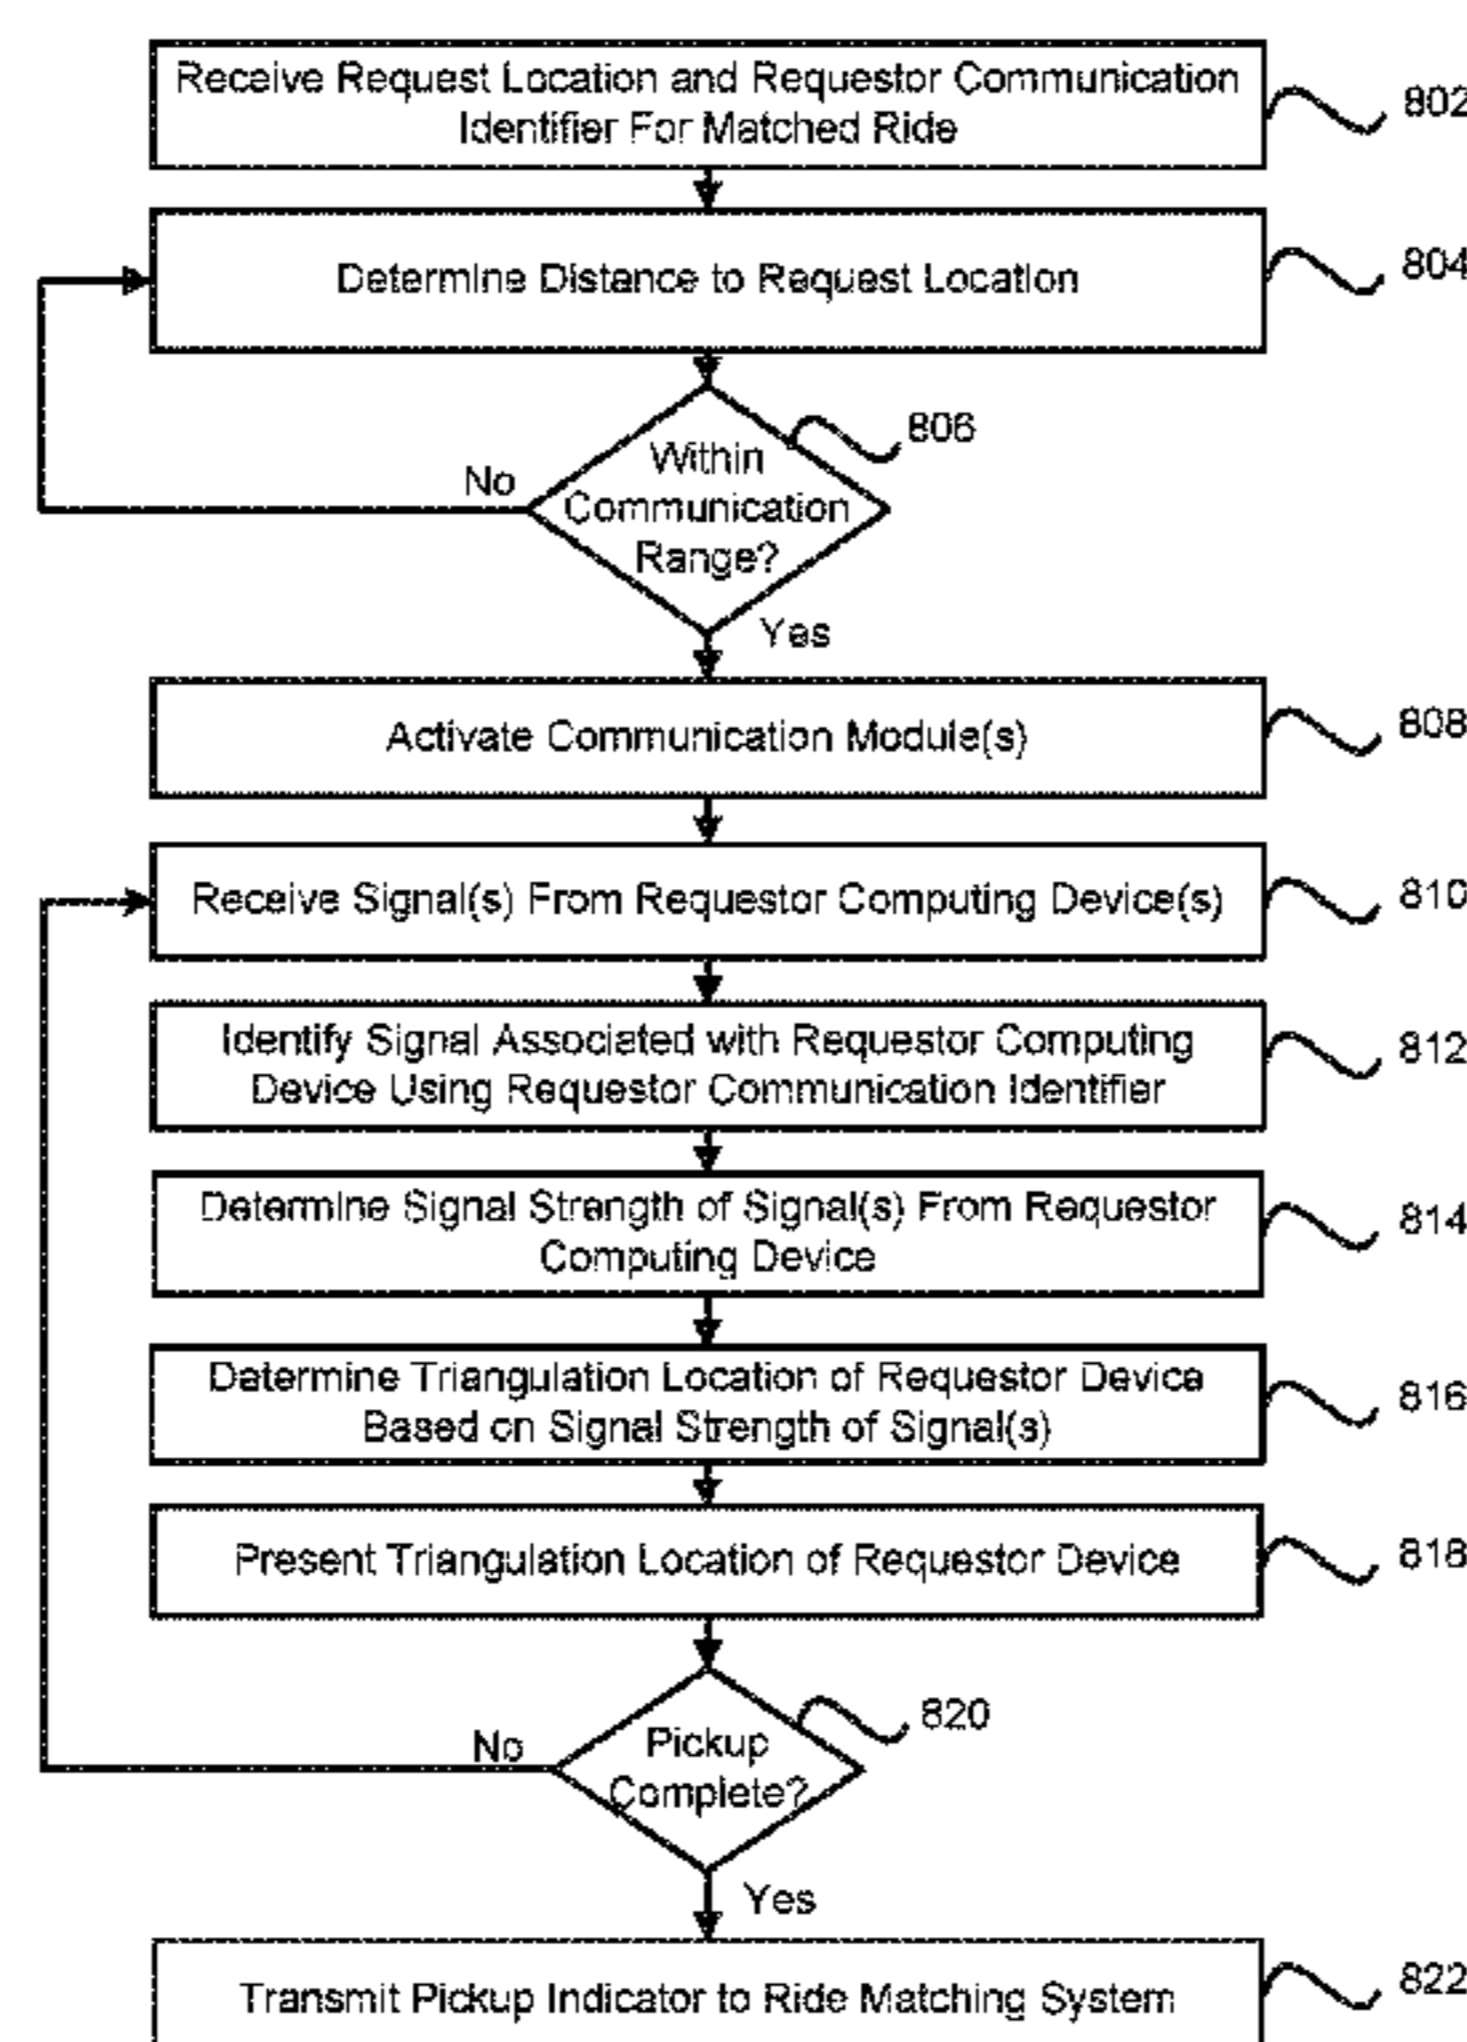 Receive Request Location and Requestor Communication
Identifier For Matched Ride
802
Determine Distance to Request Location
804
806
Within
Communication
Range?
No
Yes
Activate Communication Module(s)
808
Receive Signal(s) From Requestor Computing Device(s)
810
Identify Signal Associated with Requestor Computing
Device Using Requestor Communication Identifier
812
Determine Signal Strength of Signal(s) From Requestor
Computing Device
814
Determine Triangulation Location of Requestor Device
Based on Signal Strength of Signal(s)
816
Present Triangulation Location of Requestor Device
818
820
Pickup
Complete?
No
Yes
Transmit Pickup Indicator to Ride Matching System
822